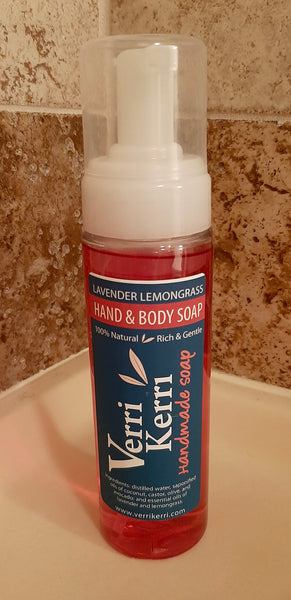 LAVENDER LEMONGRASS
HAND & BODY SOAP
100% Natural Rich & Gentle
Verri
Kerri
Handmade Soap
Ingredients: distilled water, saponified
oils of coconut, castor, olive, and
avocado; and essential oils of
lavender and lemongrass.
www.verrikerri.com